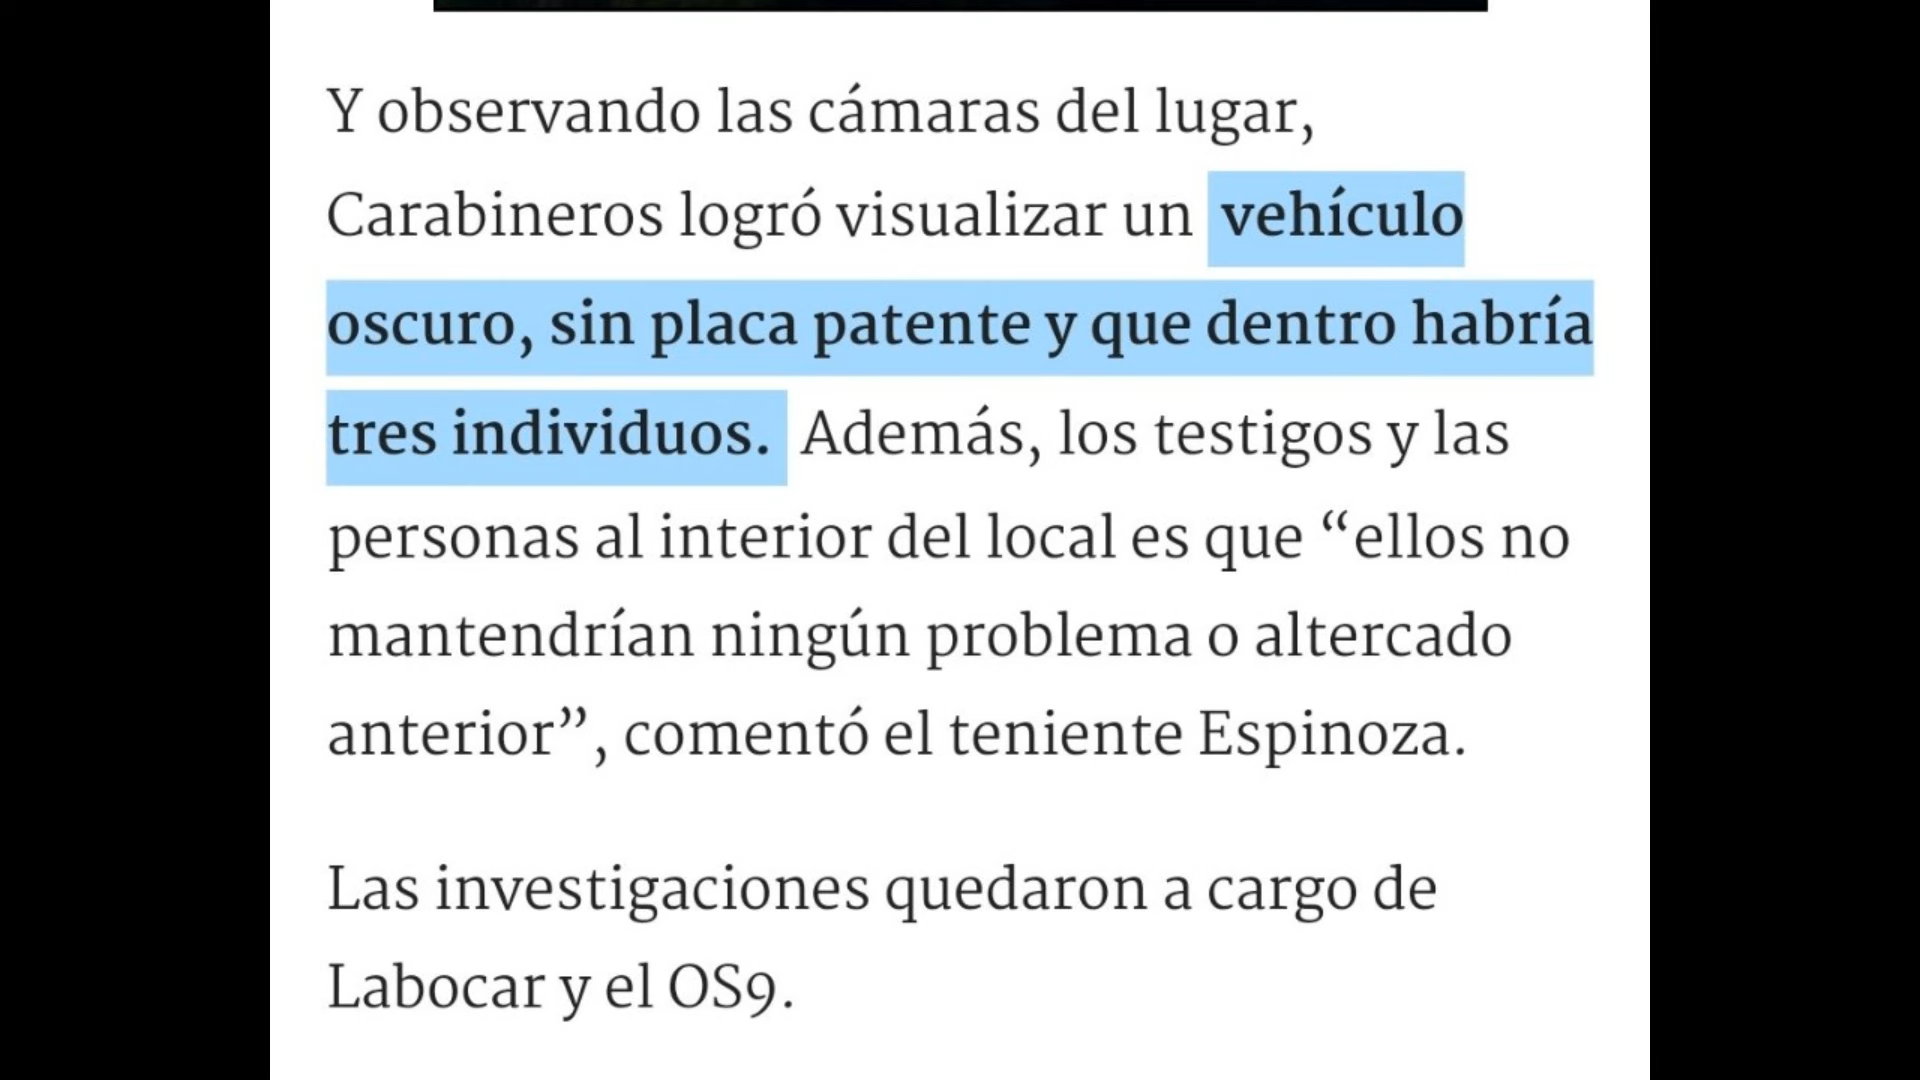 Y observando las cámaras del lugar,
Carabineros logró visualizar un vehículo
oscuro, sin placa patente y que dentro habría
tres individuos. Además, los testigos y las
personas al interior del local es que “ellos no
mantendrían ningún problema o altercado
anterior”, comentó el teniente Espinoza.
Las investigaciones quedaron a cargo de
Labocar y el OS9.